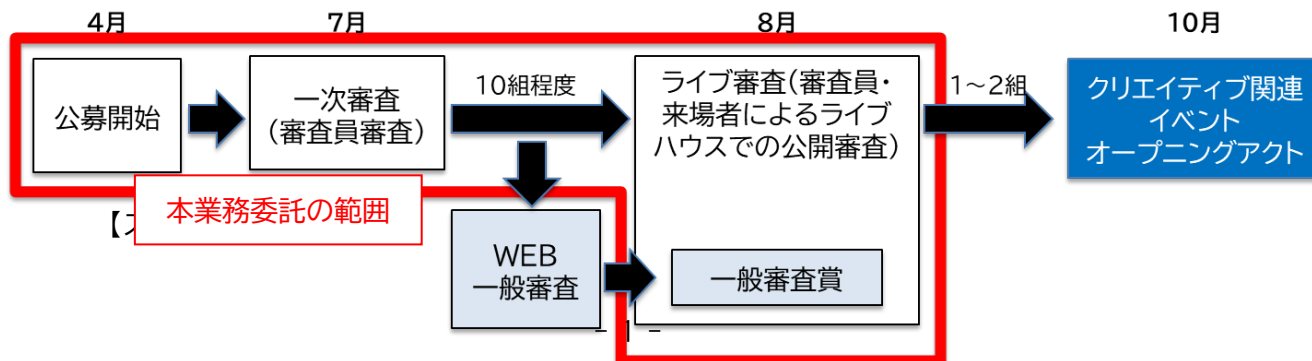 4月
7月
8月
10月
公募開始
一次審査
(審査員審査)
10組程度
ライブ審査(審査員・
来場者によるライブ
ハウスでの公開審査)
1~2組
クリエイティブ関連
イベント
オープニングアクト
本業務委託の範囲
WEB
一般審査
一般審査賞